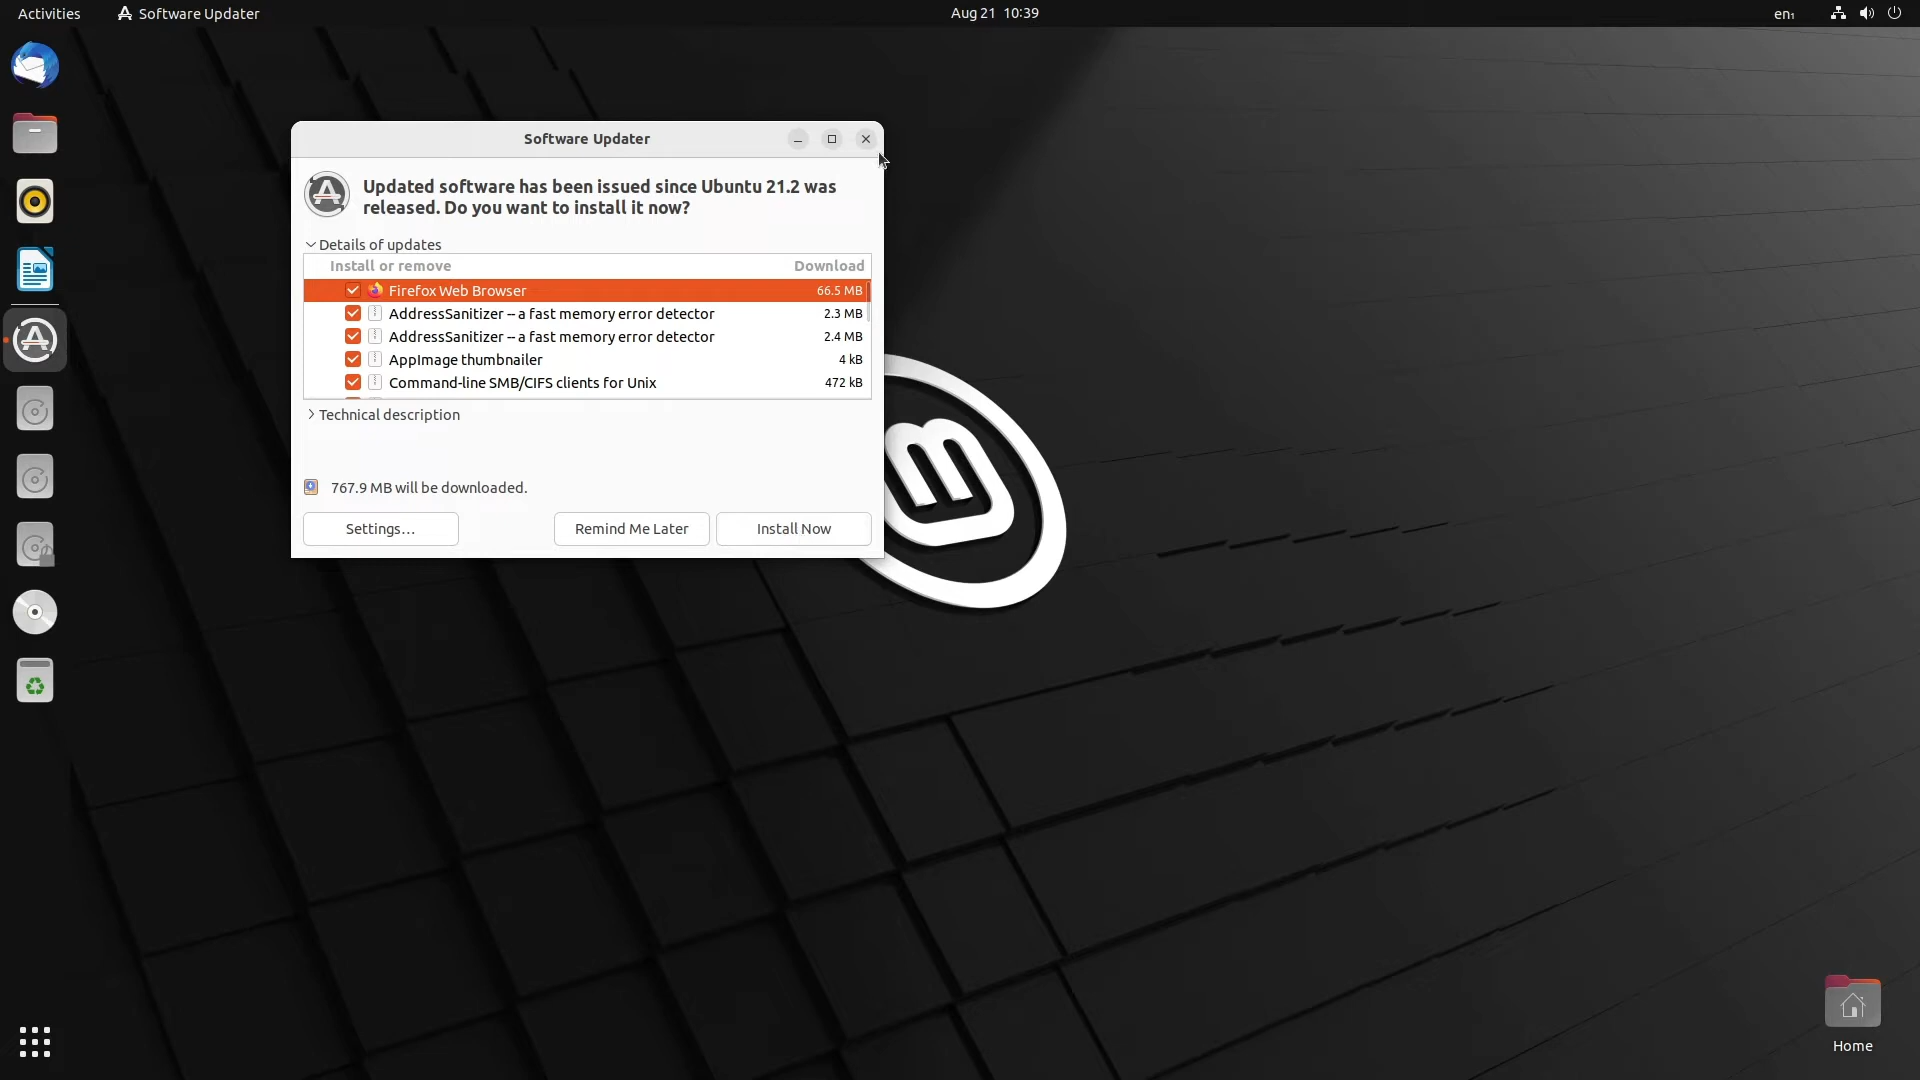 Activities
Software Updater
Aug 21 10:39
en₁
Software Updater
Updated software has been issued since Ubuntu 21.2 was
released. Do you want to install it now?
Details of updates
Install or remove Download
Firefox Web Browser 66.5 MB
AddressSanitizer -- a fast memory error detector 2.3 MB
AddressSanitizer -- a fast memory error detector 2.4 MB
AppImage thumbnailer 4 kB
Command-line SMB/CIFS clients for Unix 472 kB
Technical description
767.9 MB will be downloaded.
Settings…
Remind Me Later
Install Now
Home